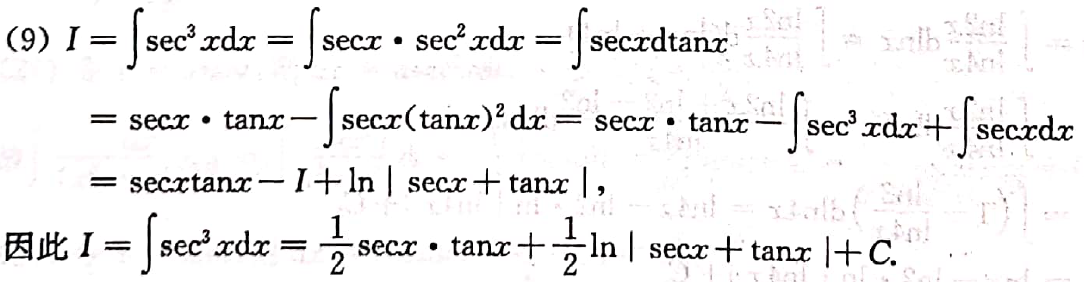 (9) I = ∫sec³xdx = ∫secx · sec²xdx = ∫secxdtanx
= secx · tanx − ∫secx(tanx)²dx = secx · tanx − ∫sec³xdx + ∫secxdx
= secxtanx − I + ln | secx + tanx |,
因此 I = ∫sec³xdx = 1/2 secx · tanx + 1/2 ln | secx + tanx | + C.